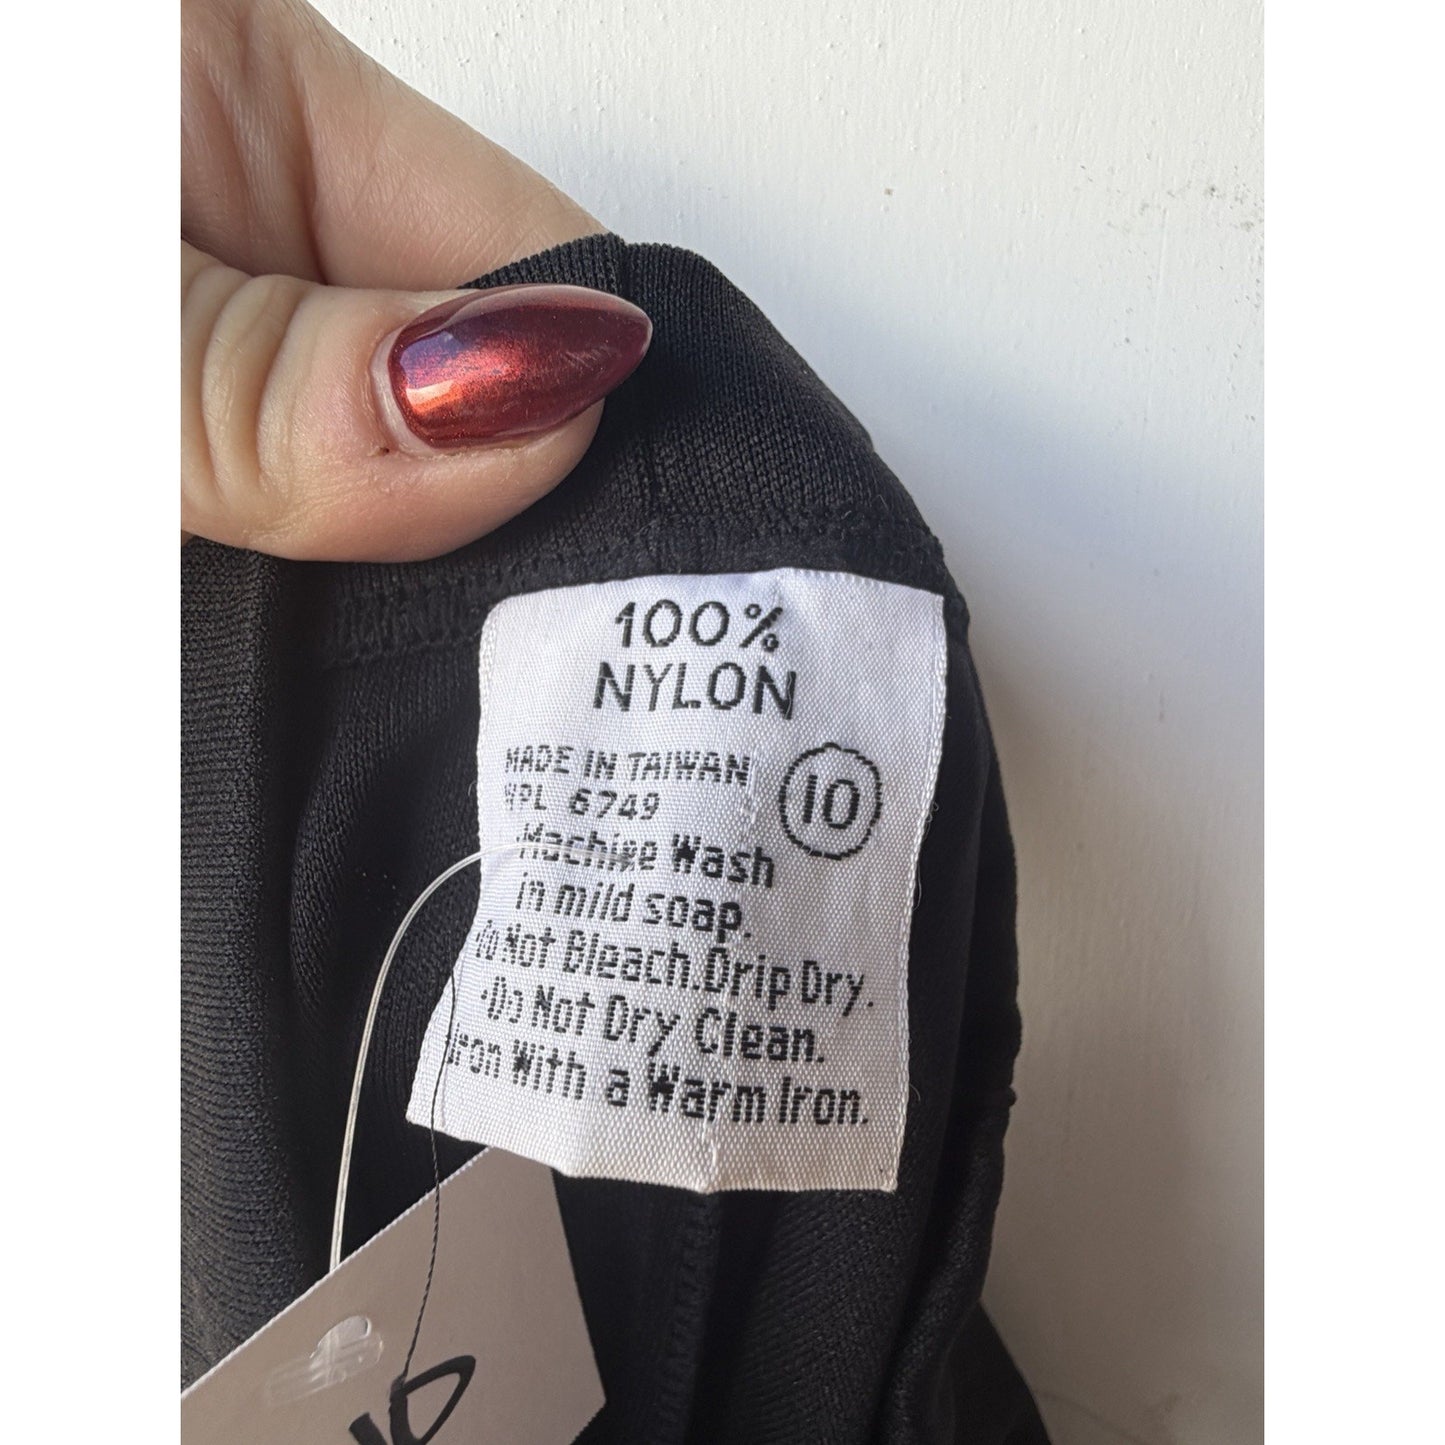 100%
NYLON
MADE IN TAIWAN
WPL 6749
10
Machine Wash
in mild soap.
Do Not Bleach.Drip Dry.
Do Not Dry Clean.
Iron With a Warm Iron.